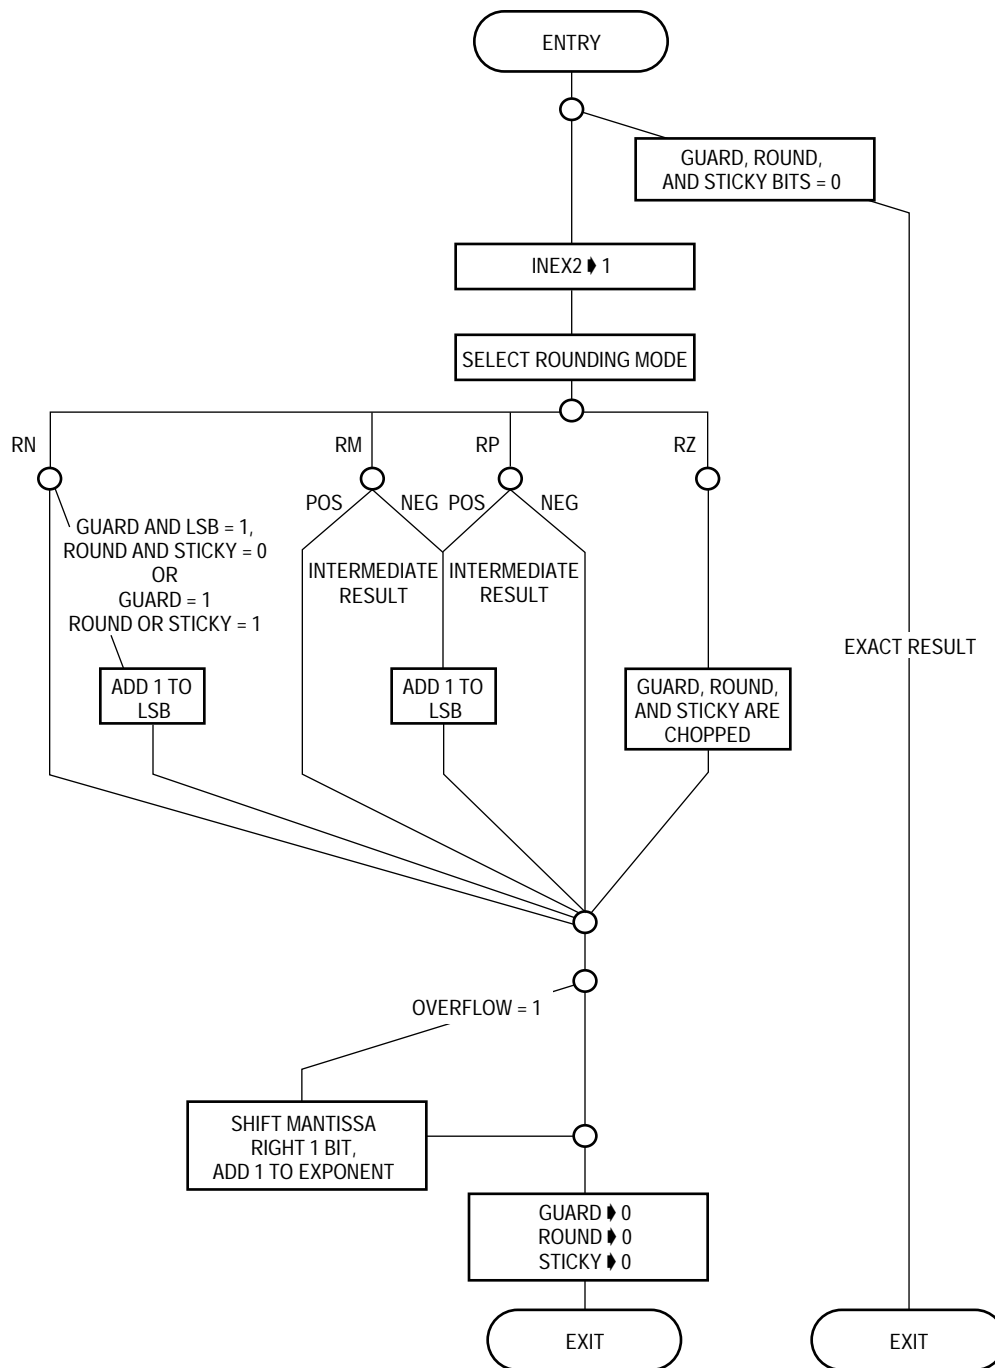 ENTRY
GUARD, ROUND,
AND STICKY BITS = 0
INEX2 ➧ 1
SELECT ROUNDING MODE
RN
RM
RP
RZ
POS
NEG
POS
NEG
GUARD AND LSB = 1,
ROUND AND STICKY = 0
OR
GUARD = 1
ROUND OR STICKY = 1
INTERMEDIATE
RESULT
INTERMEDIATE
RESULT
EXACT RESULT
ADD 1 TO
LSB
ADD 1 TO
LSB
GUARD, ROUND,
AND STICKY ARE
CHOPPED
OVERFLOW = 1
SHIFT MANTISSA
RIGHT 1 BIT,
ADD 1 TO EXPONENT
GUARD ➧ 0
ROUND ➧ 0
STICKY ➧ 0
EXIT
EXIT